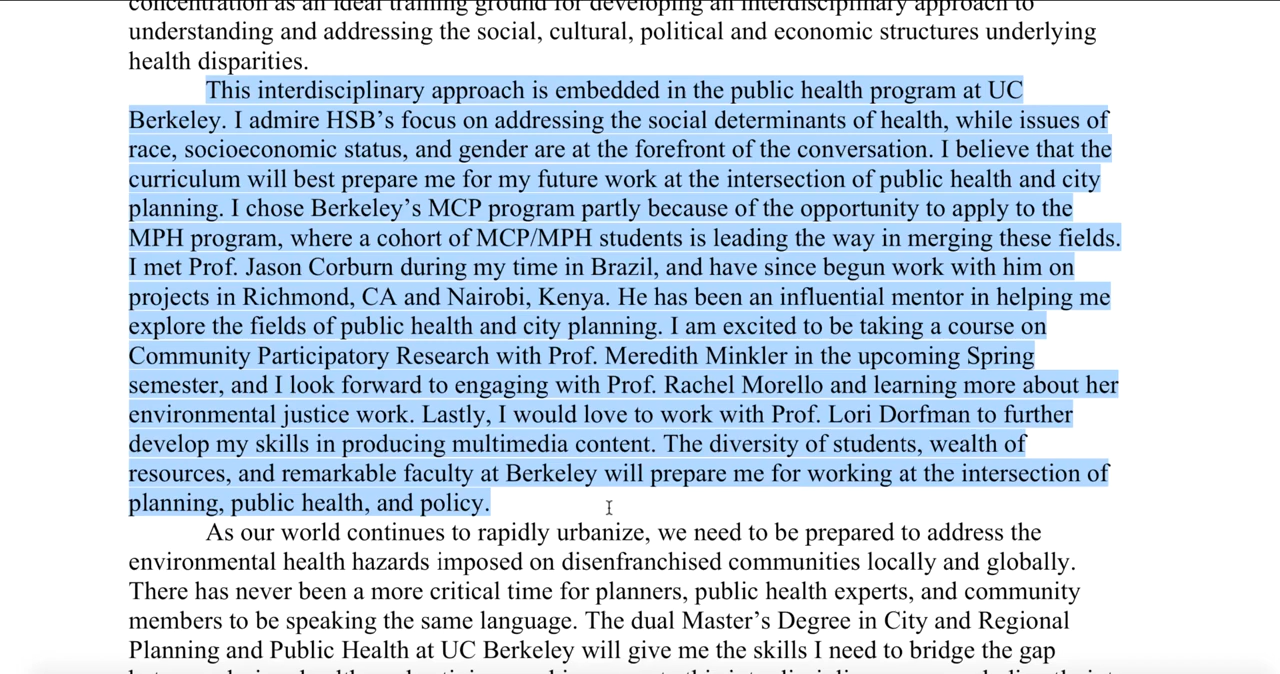 concentration as an ideal training ground for developing an interdisciplinary approach to
understanding and addressing the social, cultural, political and economic structures underlying
health disparities.
This interdisciplinary approach is embedded in the public health program at UC
Berkeley. I admire HSB’s focus on addressing the social determinants of health, while issues of
race, socioeconomic status, and gender are at the forefront of the conversation. I believe that the
curriculum will best prepare me for my future work at the intersection of public health and city
planning. I chose Berkeley’s MCP program partly because of the opportunity to apply to the
MPH program, where a cohort of MCP/MPH students is leading the way in merging these fields.
I met Prof. Jason Corburn during my time in Brazil, and have since begun work with him on
projects in Richmond, CA and Nairobi, Kenya. He has been an influential mentor in helping me
explore the fields of public health and city planning. I am excited to be taking a course on
Community Participatory Research with Prof. Meredith Minkler in the upcoming Spring
semester, and I look forward to engaging with Prof. Rachel Morello and learning more about her
environmental justice work. Lastly, I would love to work with Prof. Lori Dorfman to further
develop my skills in producing multimedia content. The diversity of students, wealth of
resources, and remarkable faculty at Berkeley will prepare me for working at the intersection of
planning, public health, and policy.
As our world continues to rapidly urbanize, we need to be prepared to address the
environmental health hazards imposed on disenfranchised communities locally and globally.
There has never been a more critical time for planners, public health experts, and community
members to be speaking the same language. The dual Master’s Degree in City and Regional
Planning and Public Health at UC Berkeley will give me the skills I need to bridge the gap